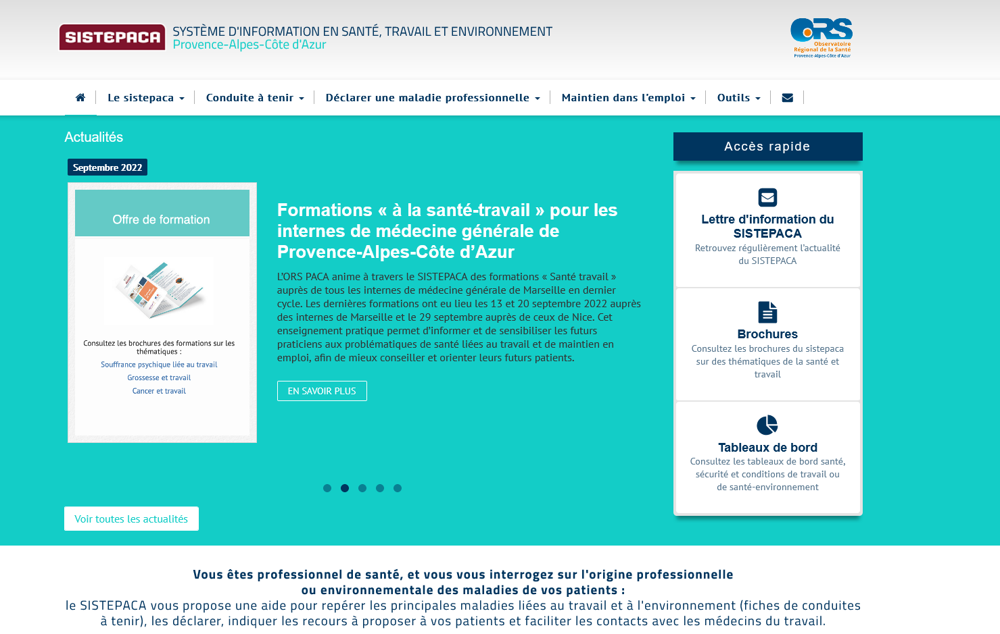 SISTEPACA
SYSTÈME D'INFORMATION EN SANTÉ, TRAVAIL ET ENVIRONNEMENT
Provence-Alpes-Côte d'Azur
ORS
Observatoire
Régional de la Santé
Provence-Alpes-Côte d'Azur
Le sistepaca
Conduite à tenir
Déclarer une maladie professionnelle
Maintien dans l'emploi
Outils
Actualités
Septembre 2022
Offre de formation
Consultez les brochures des formations sur les
thématiques :
Souffrance psychique liée au travail
Grossesse et travail
Cancer et travail
Formations « à la santé-travail » pour les
internes de médecine générale de
Provence-Alpes-Côte d’Azur
L’ORS PACA anime à travers le SISTEPACA des formations « Santé travail »
auprès de tous les internes de médecine générale de Marseille en dernier
cycle. Les dernières formations ont eu lieu les 13 et 20 septembre 2022 auprès
des internes de Marseille et le 29 septembre auprès de ceux de Nice. Cet
enseignement pratique permet d’informer et de sensibiliser les futurs
praticiens aux problématiques de santé liées au travail et de maintien en
emploi, afin de mieux conseiller et orienter leurs futurs patients.
EN SAVOIR PLUS
Voir toutes les actualités
Accès rapide
Lettre d'information du
SISTEPACA
Retrouvez régulièrement l’actualité
du SISTEPACA
Brochures
Consultez les brochures du sistepaca
sur des thématiques de la santé et
travail
Tableaux de bord
Consultez les tableaux de bord santé,
sécurité et conditions de travail ou
de santé-environnement
Vous êtes professionnel de santé, et vous vous interrogez sur l'origine professionnelle
ou environnementale des maladies de vos patients :
le SISTEPACA vous propose une aide pour repérer les principales maladies liées au travail et à l'environnement (fiches de conduites
à tenir), les déclarer, indiquer les recours à proposer à vos patients et faciliter les contacts avec les médecins du travail.